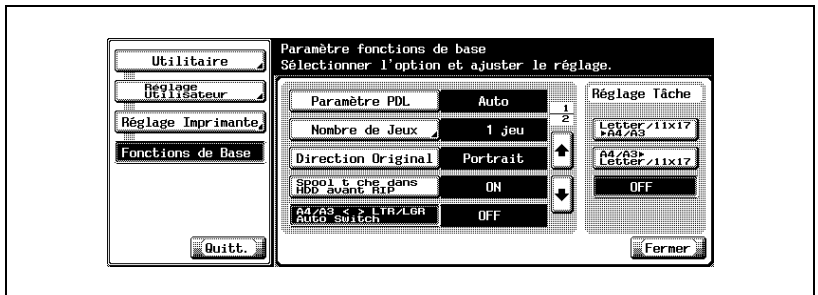 Utilitaire
Réglage
Utilisateur
Réglage Imprimante
Fonctions de Base
Quitt.
Paramètre fonctions de base
Sélectionner l'option et ajuster le réglage.
Paramètre PDL
Auto
Nombre de Jeux
1 jeu
Direction Original
Portrait
Spool t che dans
HDD avant RIP
ON
A4/A3 < > LTR/LGR
Auto Switch
OFF
1
2
Réglage Tâche
Letter/11x17
▶A4/A3
A4/A3▶
Letter/11x17
OFF
Fermer